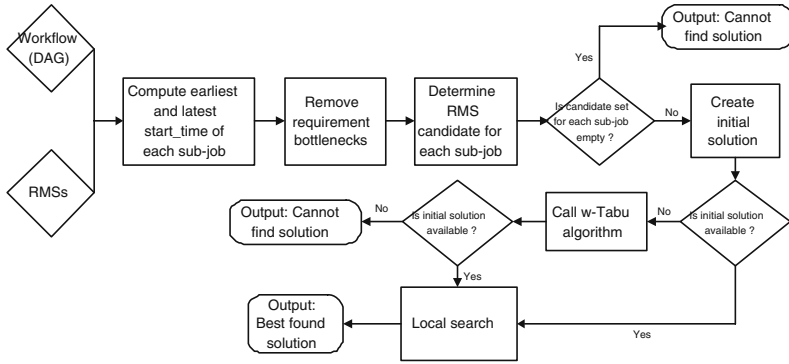 Workflow
(DAG)
RMSs
Compute earliest
and latest
start_time of
each sub-job
Remove
requirement
bottlenecks
Determine
RMS
candidate for
each sub-job
Is candidate set
for each sub-job
empty ?
Yes
Output: Cannot
find solution
No
Create
initial
solution
Is initial solution
available ?
No
Call w-Tabu
algorithm
Is initial solution
available ?
No
Output: Cannot
find solution
Yes
Yes
Local search
Output:
Best found
solution